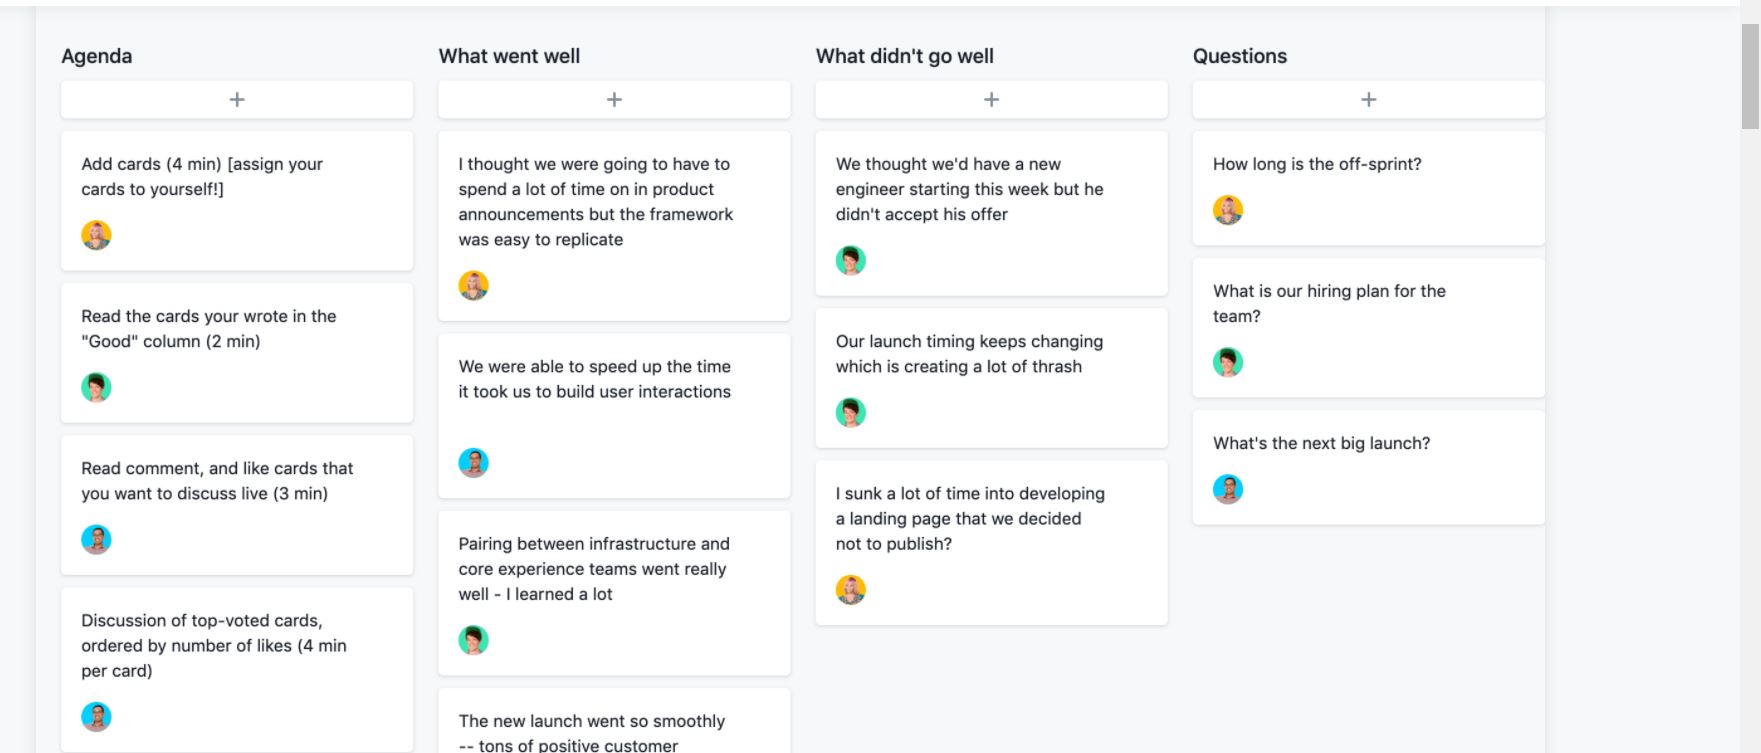 Agenda
+
Add cards (4 min) [assign your
cards to yourself!]
Read the cards your wrote in the
"Good" column (2 min)
Read comment, and like cards that
you want to discuss live (3 min)
Discussion of top-voted cards,
ordered by number of likes (4 min
per card)
What went well
+
I thought we were going to have to
spend a lot of time on in product
announcements but the framework
was easy to replicate
We were able to speed up the time
it took us to build user interactions
Pairing between infrastructure and
core experience teams went really
well - I learned a lot
The new launch went so smoothly
-- tons of positive customer
What didn't go well
+
We thought we'd have a new
engineer starting this week but he
didn't accept his offer
Our launch timing keeps changing
which is creating a lot of thrash
I sunk a lot of time into developing
a landing page that we decided
not to publish?
Questions
+
How long is the off-sprint?
What is our hiring plan for the
team?
What's the next big launch?